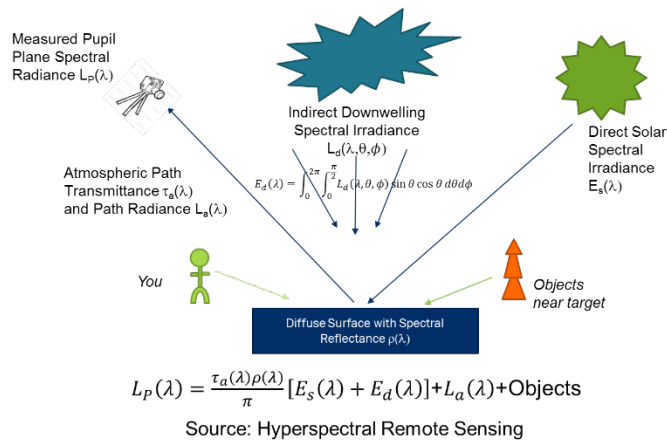 Measured Pupil
Plane Spectral
Radiance L_P(λ)
Indirect Downwelling
Spectral Irradiance
L_d(λ,θ,ϕ)
Direct Solar
Spectral
Irradiance
E_s(λ)
Atmospheric Path
Transmittance τ_a(λ)
and Path Radiance L_a(λ)
E_d(λ) = ∫_0^{2π} ∫_0^{π/2} L_d(λ, θ, ϕ) sin θ cos θ dθdϕ
You
Objects
near target
Diffuse Surface with Spectral
Reflectance ρ(λ)
L_P(λ) = τ_a(λ)ρ(λ)/π [E_s(λ) + E_d(λ)]+L_a(λ)+Objects
Source: Hyperspectral Remote Sensing